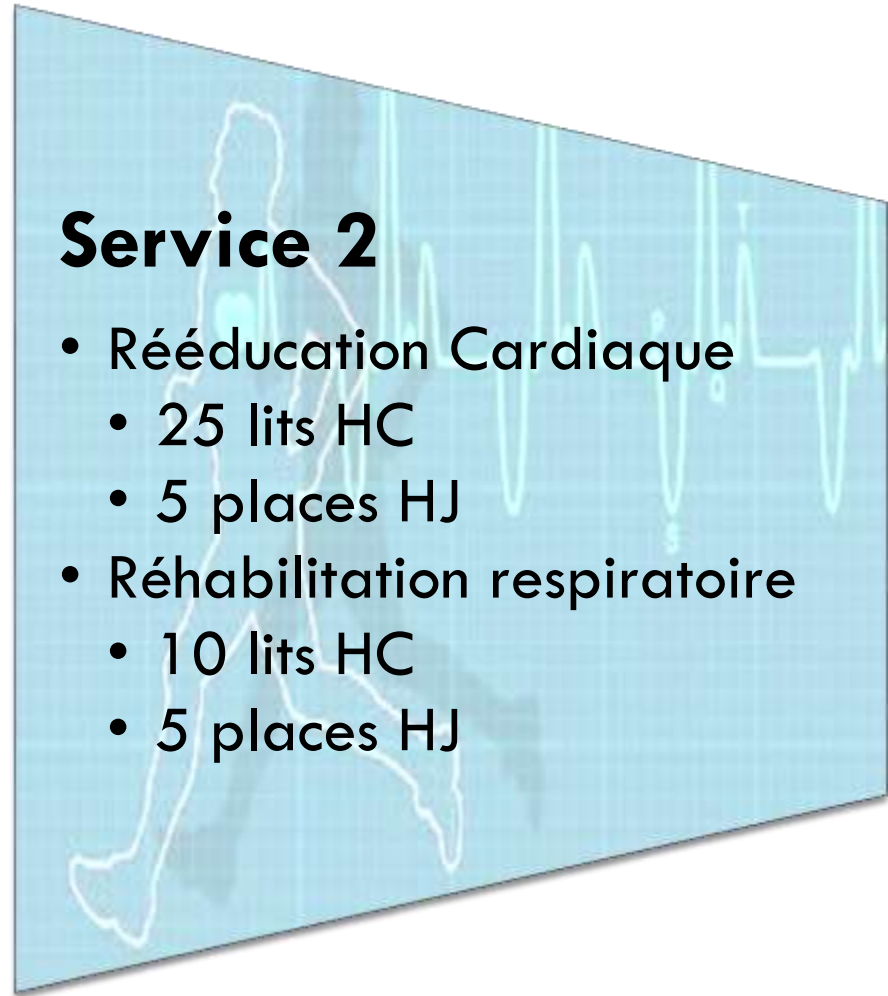 Service 2
• Rééducation Cardiaque
• 25 lits HC
• 5 places HJ
• Réhabilitation respiratoire
• 10 lits HC
• 5 places HJ
T
Q
S